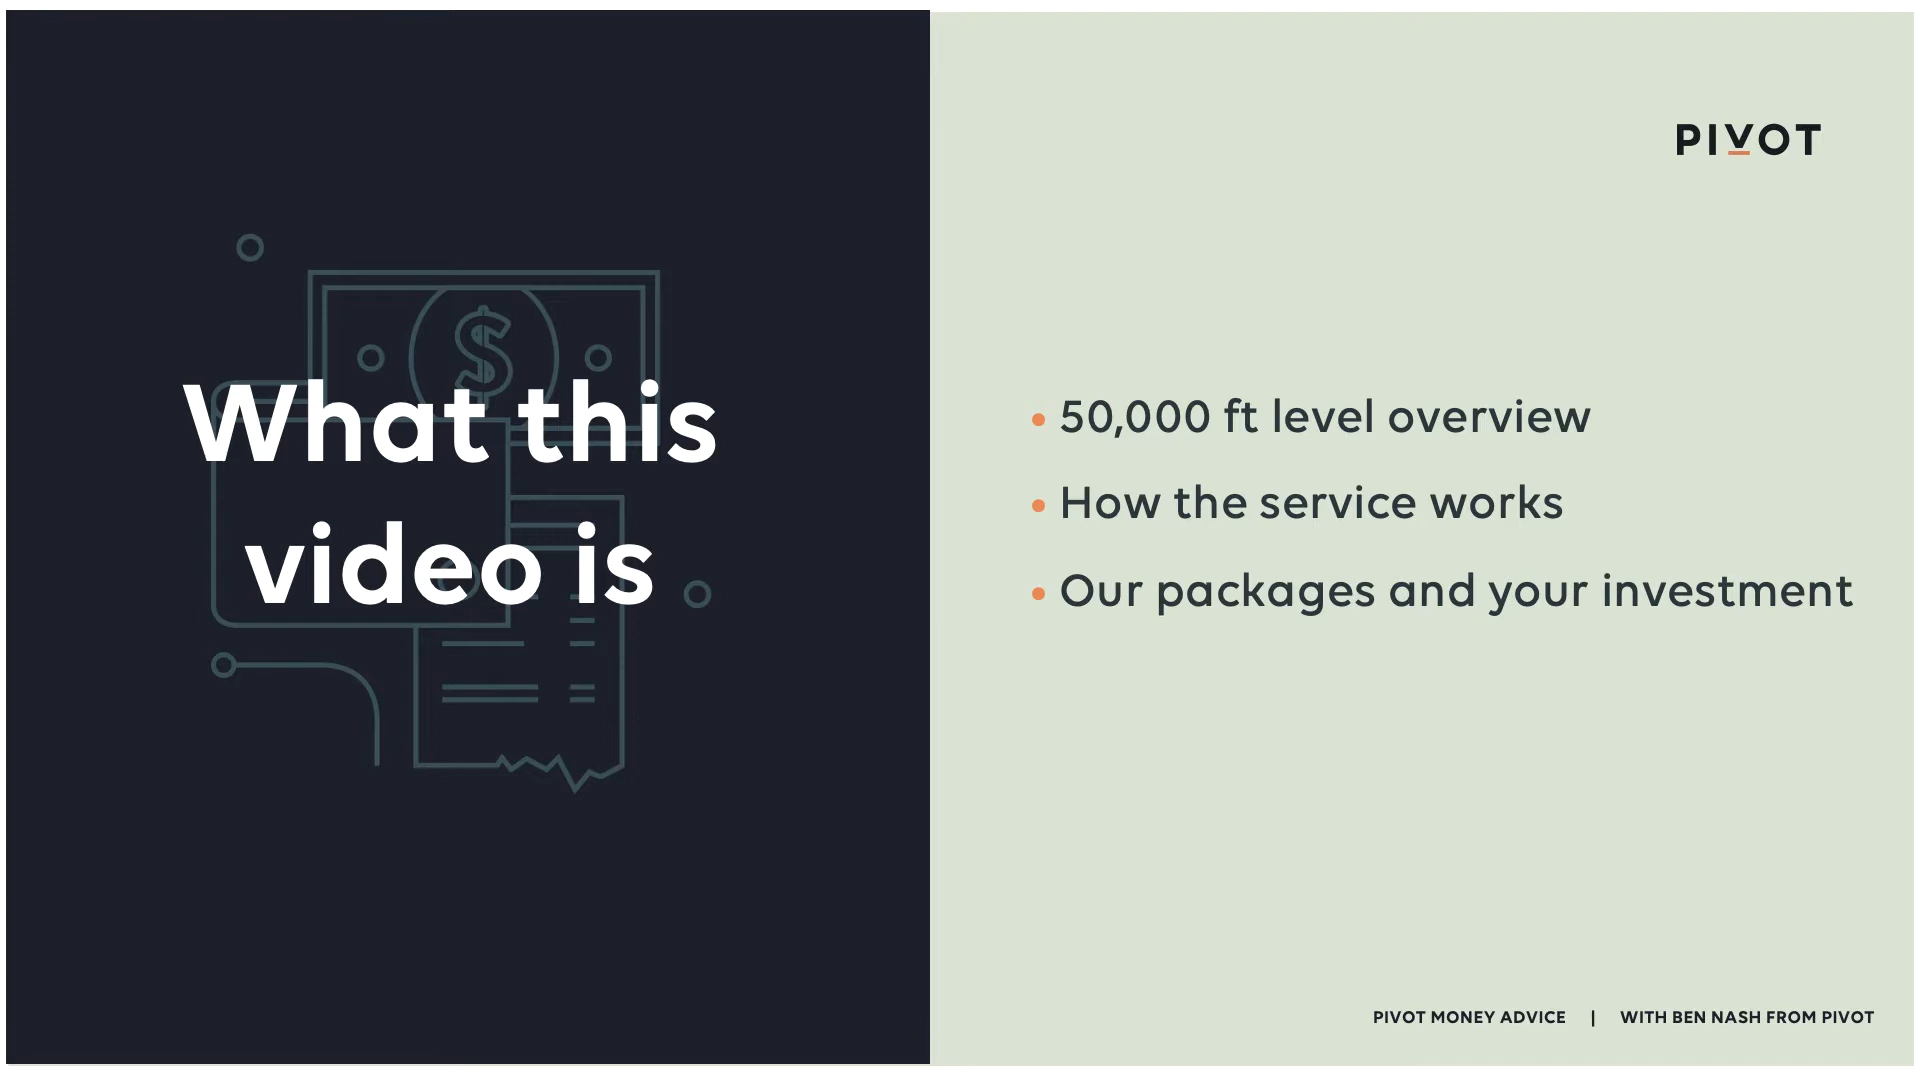 What this
video is
PIVOT
• 50,000 ft level overview
• How the service works
• Our packages and your investment
PIVOT MONEY ADVICE | WITH BEN NASH FROM PIVOT